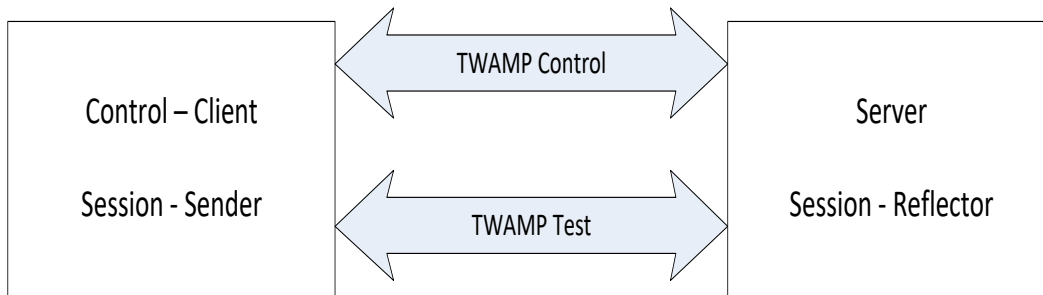 Control – Client
Session - Sender
TWAMP Control
TWAMP Test
Server
Session - Reflector